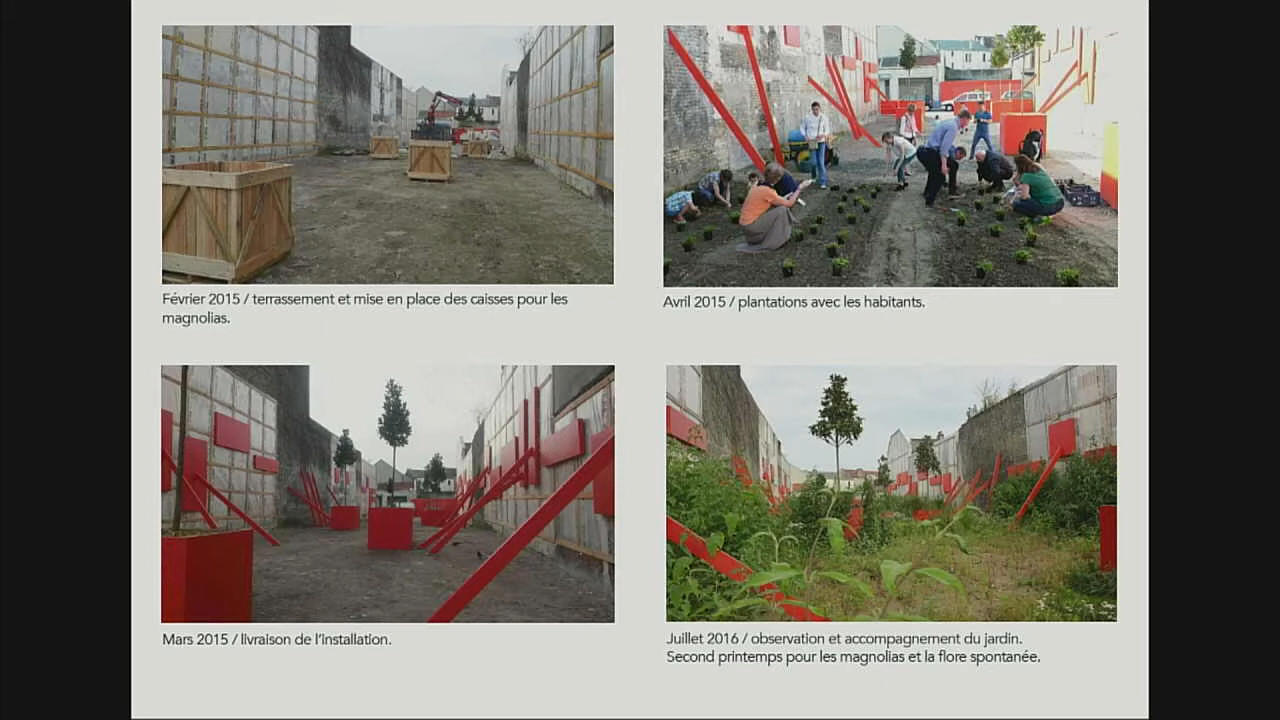 Février 2015 / terrassement et mise en place des caisses pour les
magnolias.
Avril 2015 / plantations avec les habitants.
Mars 2015 / livraison de l'installation.
Juillet 2016 / observation et accompagnement du jardin.
Second printemps pour les magnolias et la flore spontanée.